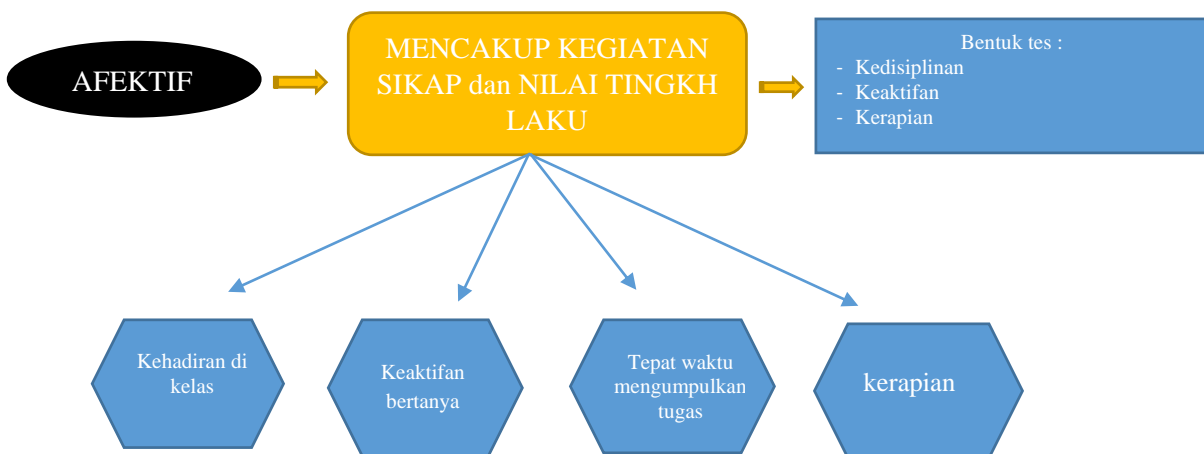 AFEKTIF
MENCAKUP KEGIATAN
SIKAP dan NILAI TINGKH
LAKU
Bentuk tes :
- Kedisiplinan
- Keaktifan
- Kerapian
Kehadiran di
kelas
Keaktifan
bertanya
Tepat waktu
mengumpulkan
tugas
kerapian